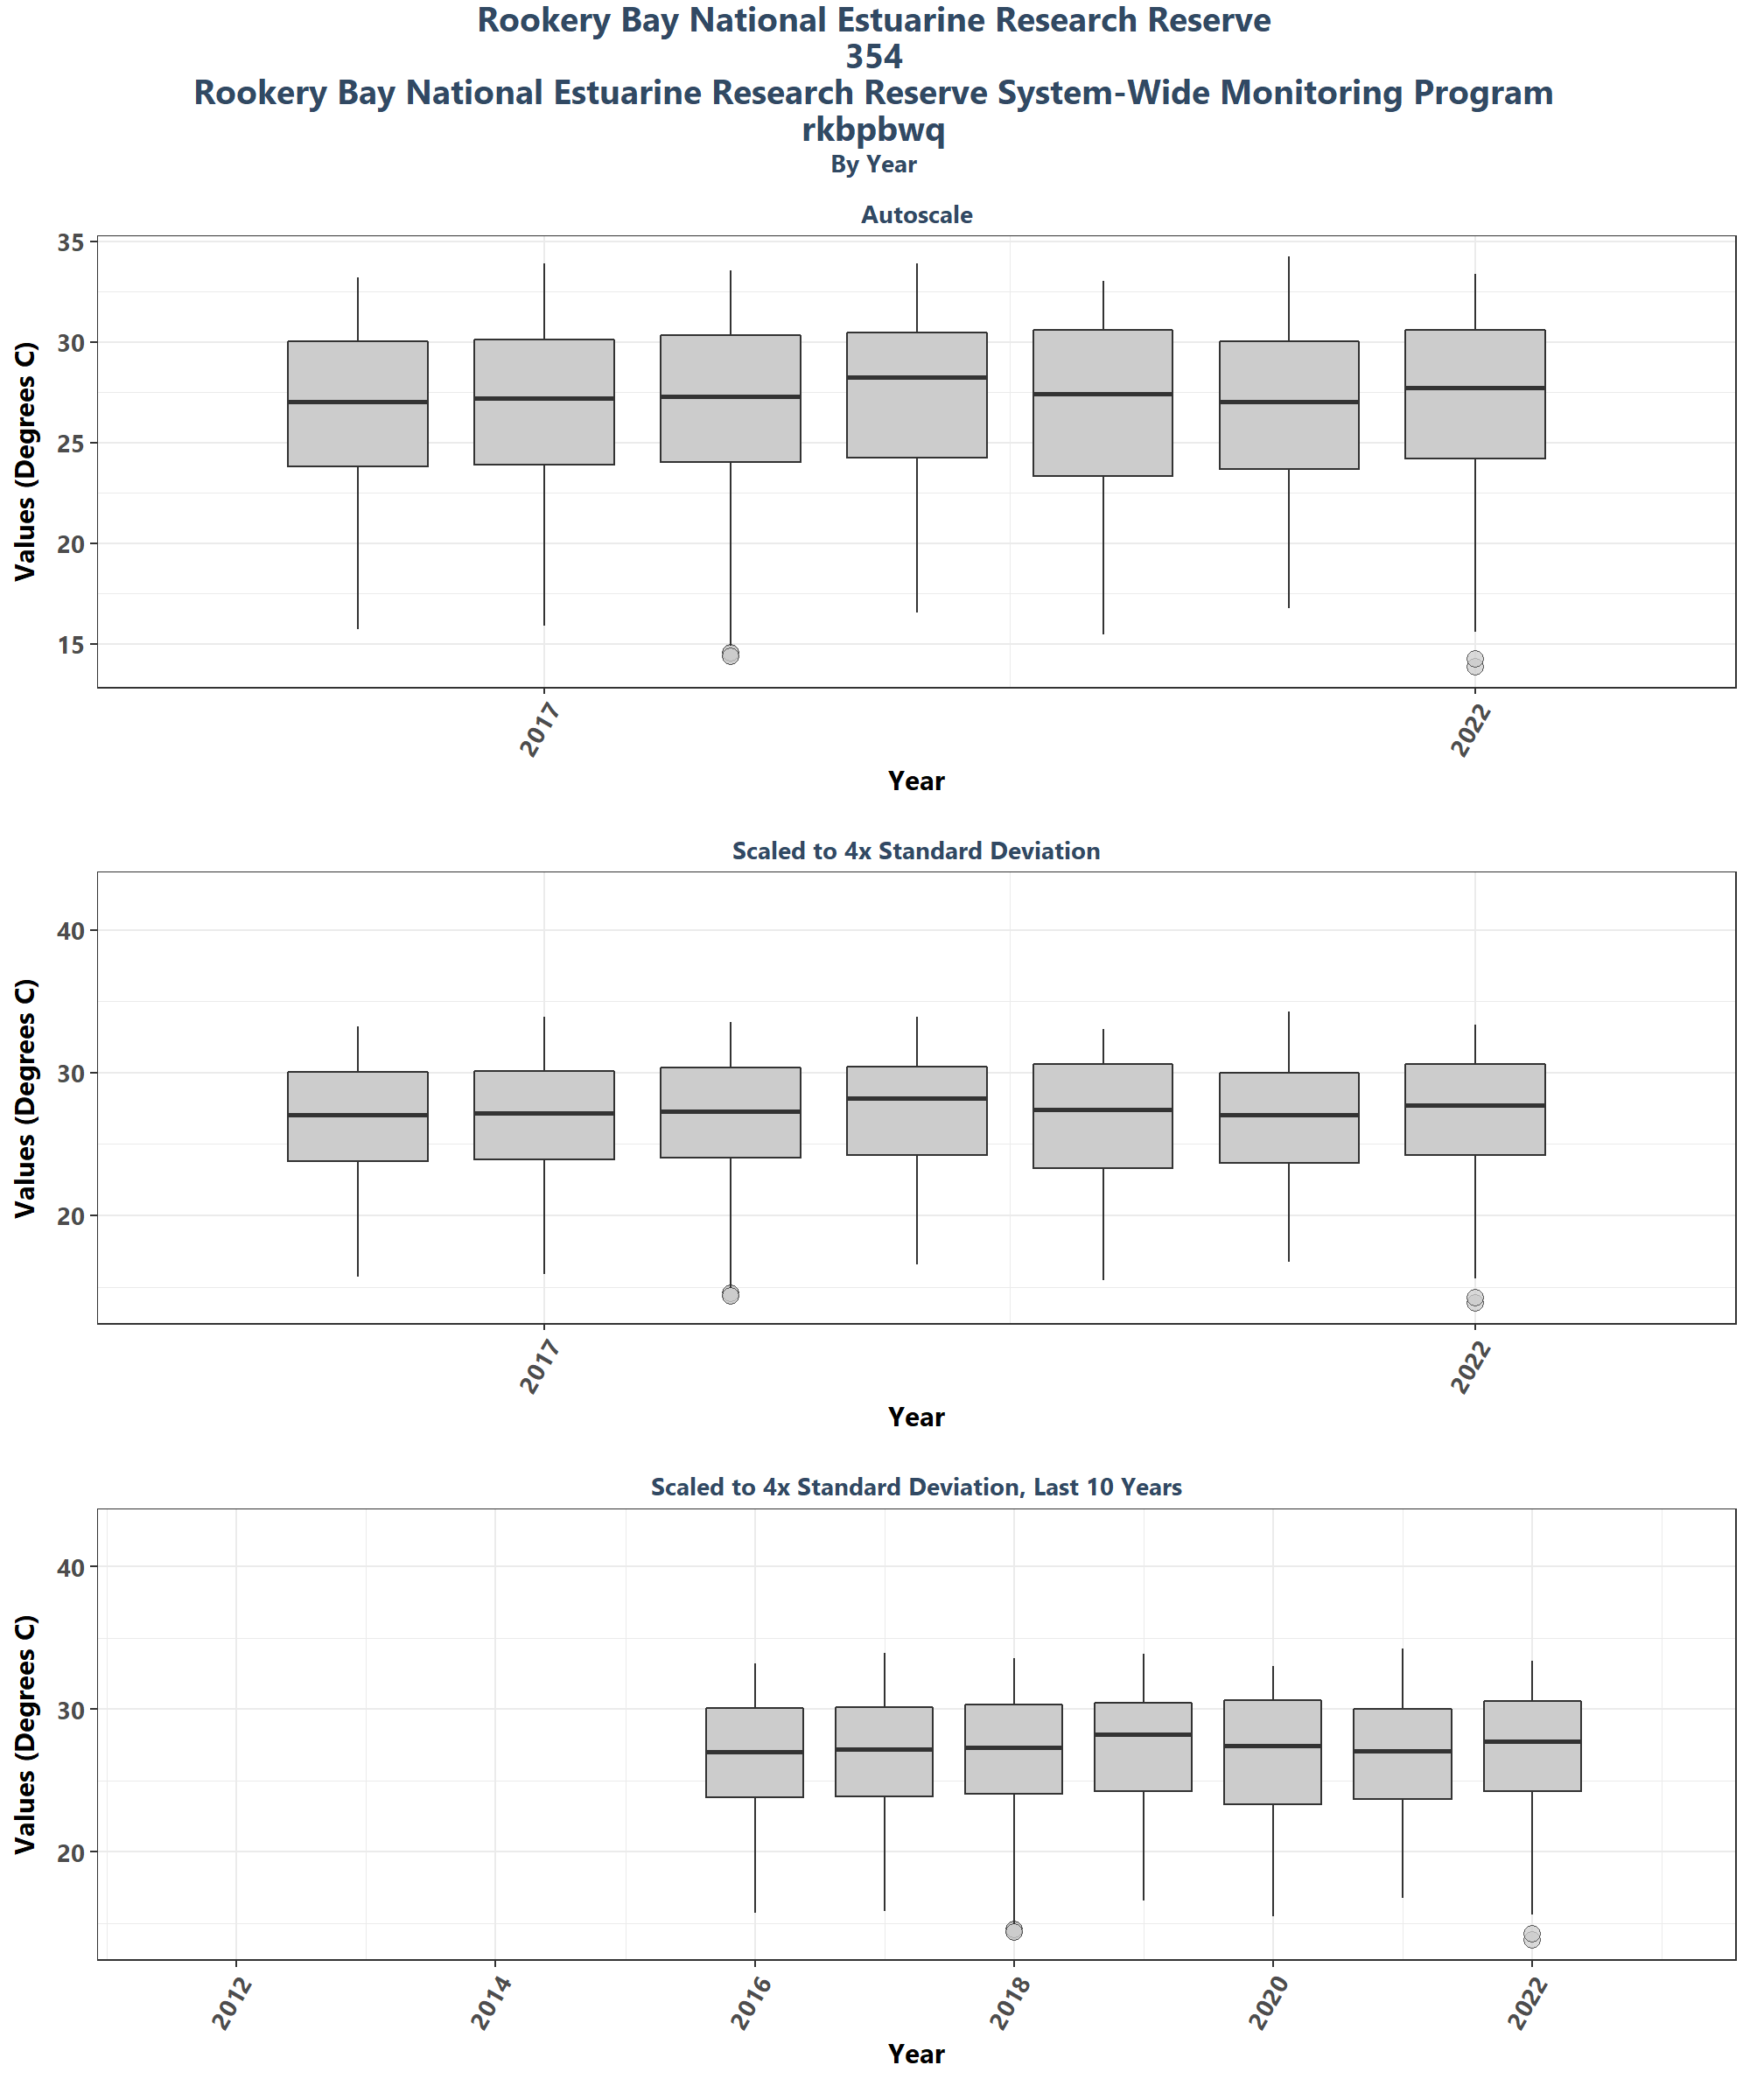 Rookery Bay National Estuarine Research Reserve
354
Rookery Bay National Estuarine Research Reserve System-Wide Monitoring Program
rkbpbwq
By Year
Autoscale
Values (Degrees C)
35
30
25
20
15
2017
2022
Year
Scaled to 4x Standard Deviation
Values (Degrees C)
40
30
20
2017
2022
Year
Scaled to 4x Standard Deviation, Last 10 Years
Values (Degrees C)
40
30
20
2012
2014
2016
2018
2020
2022
Year